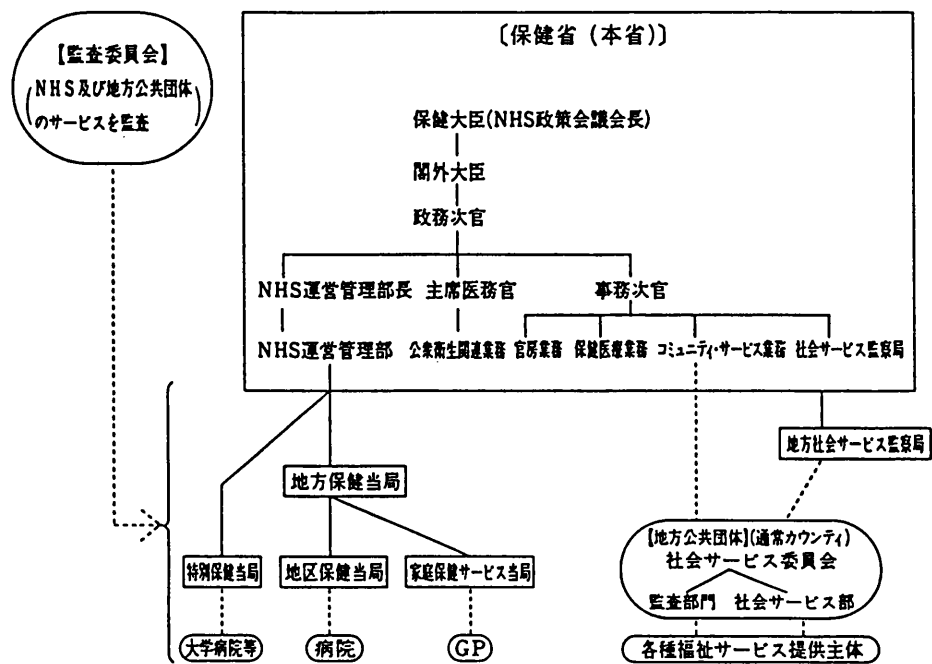 〔保健省（本省）〕
【監査委員会】
（NHS及び地方公共団体
のサービスを監査）
保健大臣(NHS政策会議会長)
閣外大臣
政務次官
NHS運営管理部長 主席医務官 事務次官
NHS運営管理部 公衆衛生関連業務 官房業務 保健医療業務 コミュニティ・サービス業務 社会サービス監察局
地方社会サービス監察局
地方保健当局
【地方公共団体】(通常カウンティ)
社会サービス委員会
特別保健当局 地区保健当局 家庭保健サービス当局
監査部門 社会サービス部
大学病院等 病院 GP 各種福祉サービス提供主体